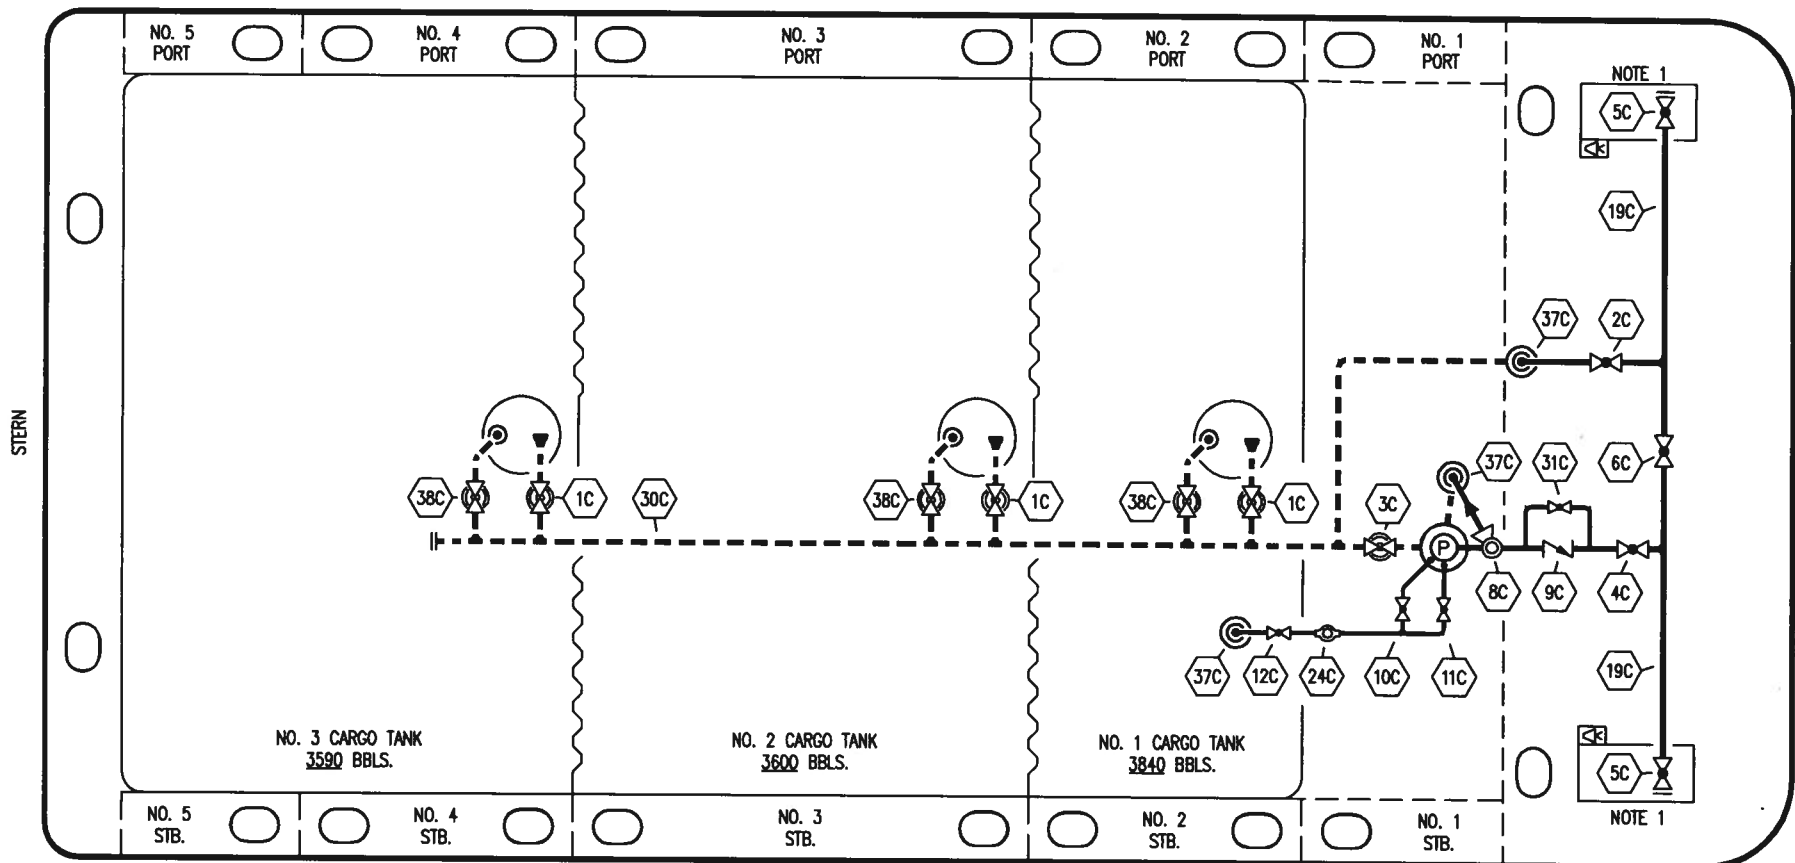 NO. 5
PORT
NO. 4
PORT
NO. 3
PORT
NO. 2
PORT
NO. 1
PORT
NOTE 1
5C
19C
37C
2C
STERN
37C
31C
6C
38C
1C
30C
38C
1C
38C
1C
3C
P
8C
9C
4C
37C
12C
24C
10C
11C
19C
NO. 3 CARGO TANK
3590 BBLS.
NO. 2 CARGO TANK
3600 BBLS.
NO. 1 CARGO TANK
3840 BBLS.
5C
NOTE 1
NO. 5
STB.
NO. 4
STB.
NO. 3
STB.
NO. 2
STB.
NO. 1
STB.